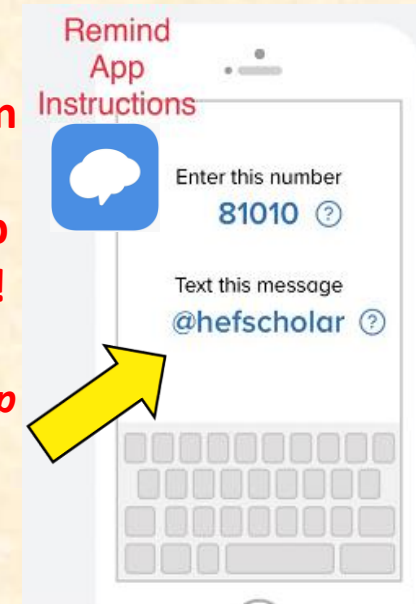 Remind
App
Instructions
Enter this number
81010 ?
Text this message
@hefscholar ?